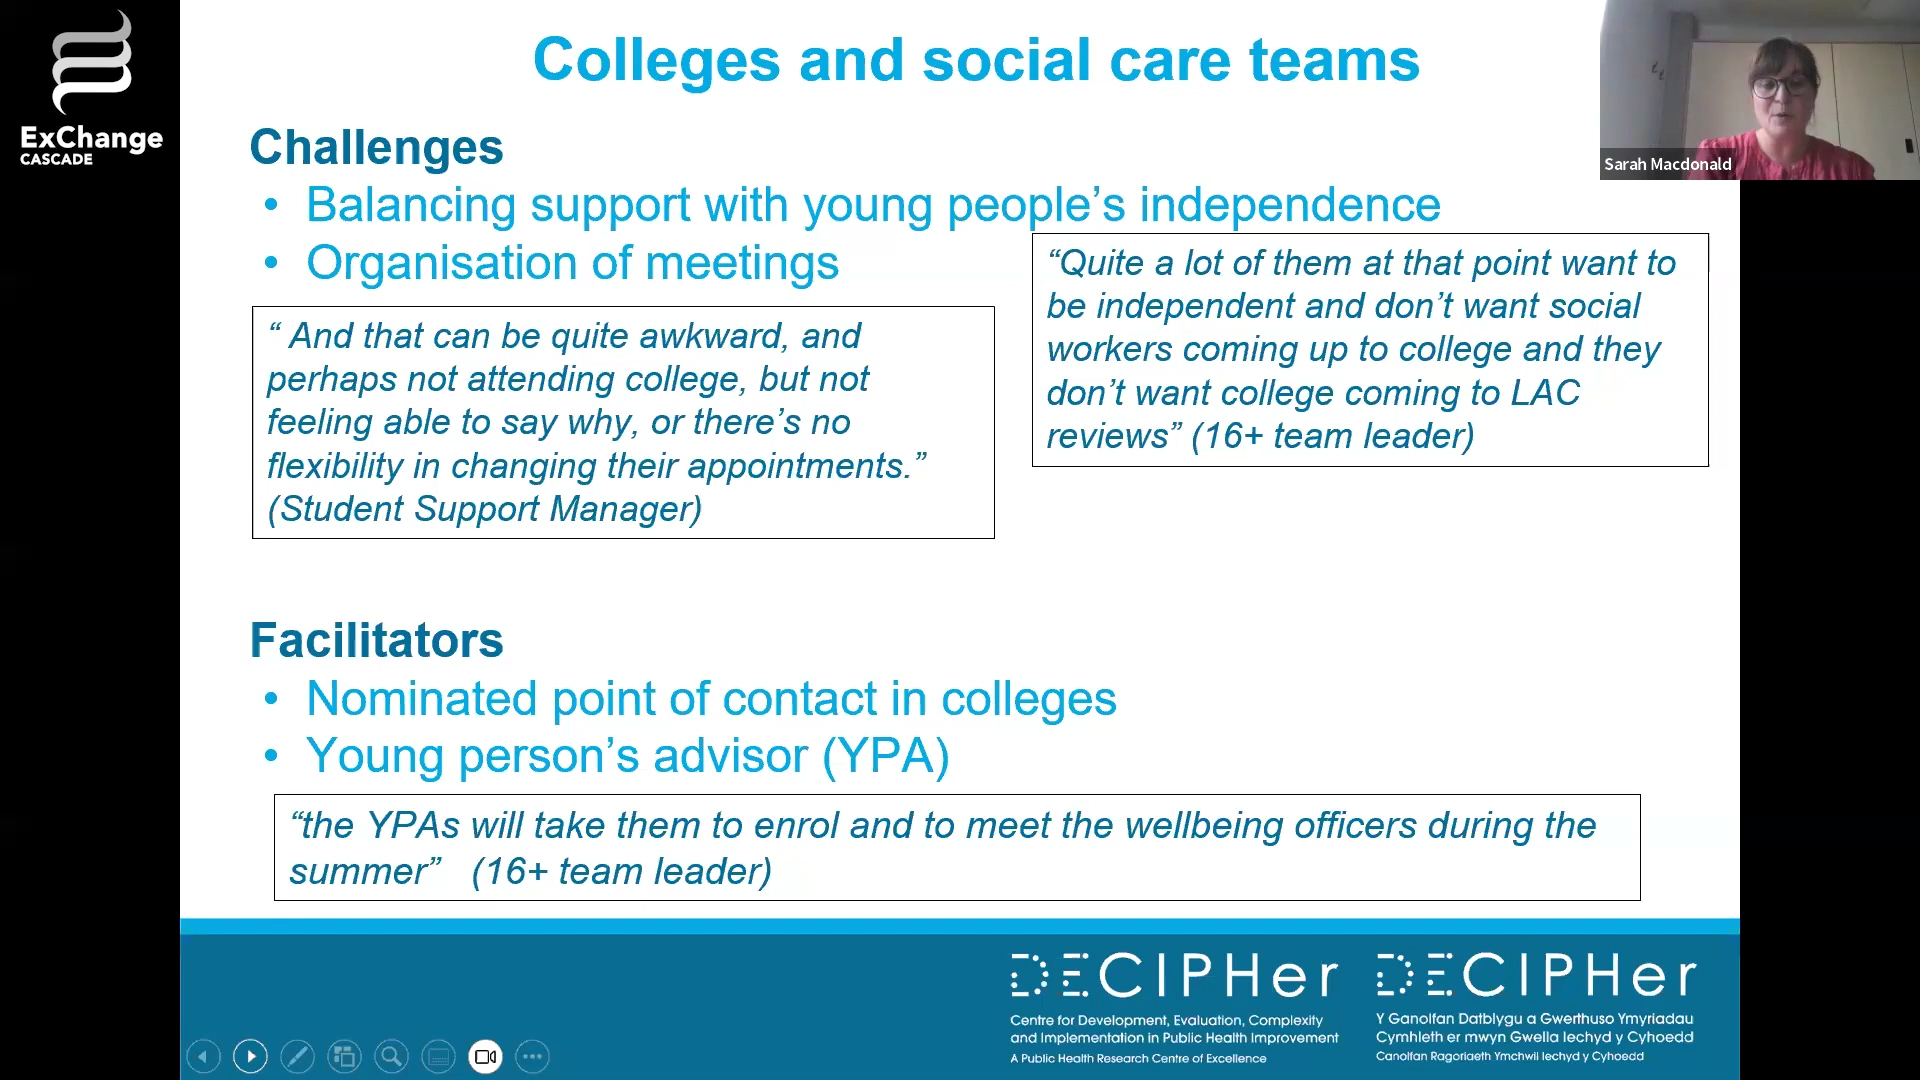 ExChange
CASCADE
Colleges and social care teams
Sarah Macdonald
Challenges
• Balancing support with young people’s independence
• Organisation of meetings
“Quite a lot of them at that point want to
be independent and don’t want social
workers coming up to college and they
don’t want college coming to LAC
reviews” (16+ team leader)
“ And that can be quite awkward, and
perhaps not attending college, but not
feeling able to say why, or there’s no
flexibility in changing their appointments.”
(Student Support Manager)
Facilitators
• Nominated point of contact in colleges
• Young person’s advisor (YPA)
“the YPAs will take them to enrol and to meet the wellbeing officers during the
summer”   (16+ team leader)
DECIPHer
Centre for Development, Evaluation, Complexity
and Implementation in Public Health Improvement
A Public Health Research Centre of Excellence
DECIPHer
Y Ganolfan Datblygu a Gwerthuso Ymyriadau
Cymhleth er mwyn Gwella Iechyd y Cyhoedd
Canolfan Ragoriaeth Ymchwil Iechyd y Cyhoedd